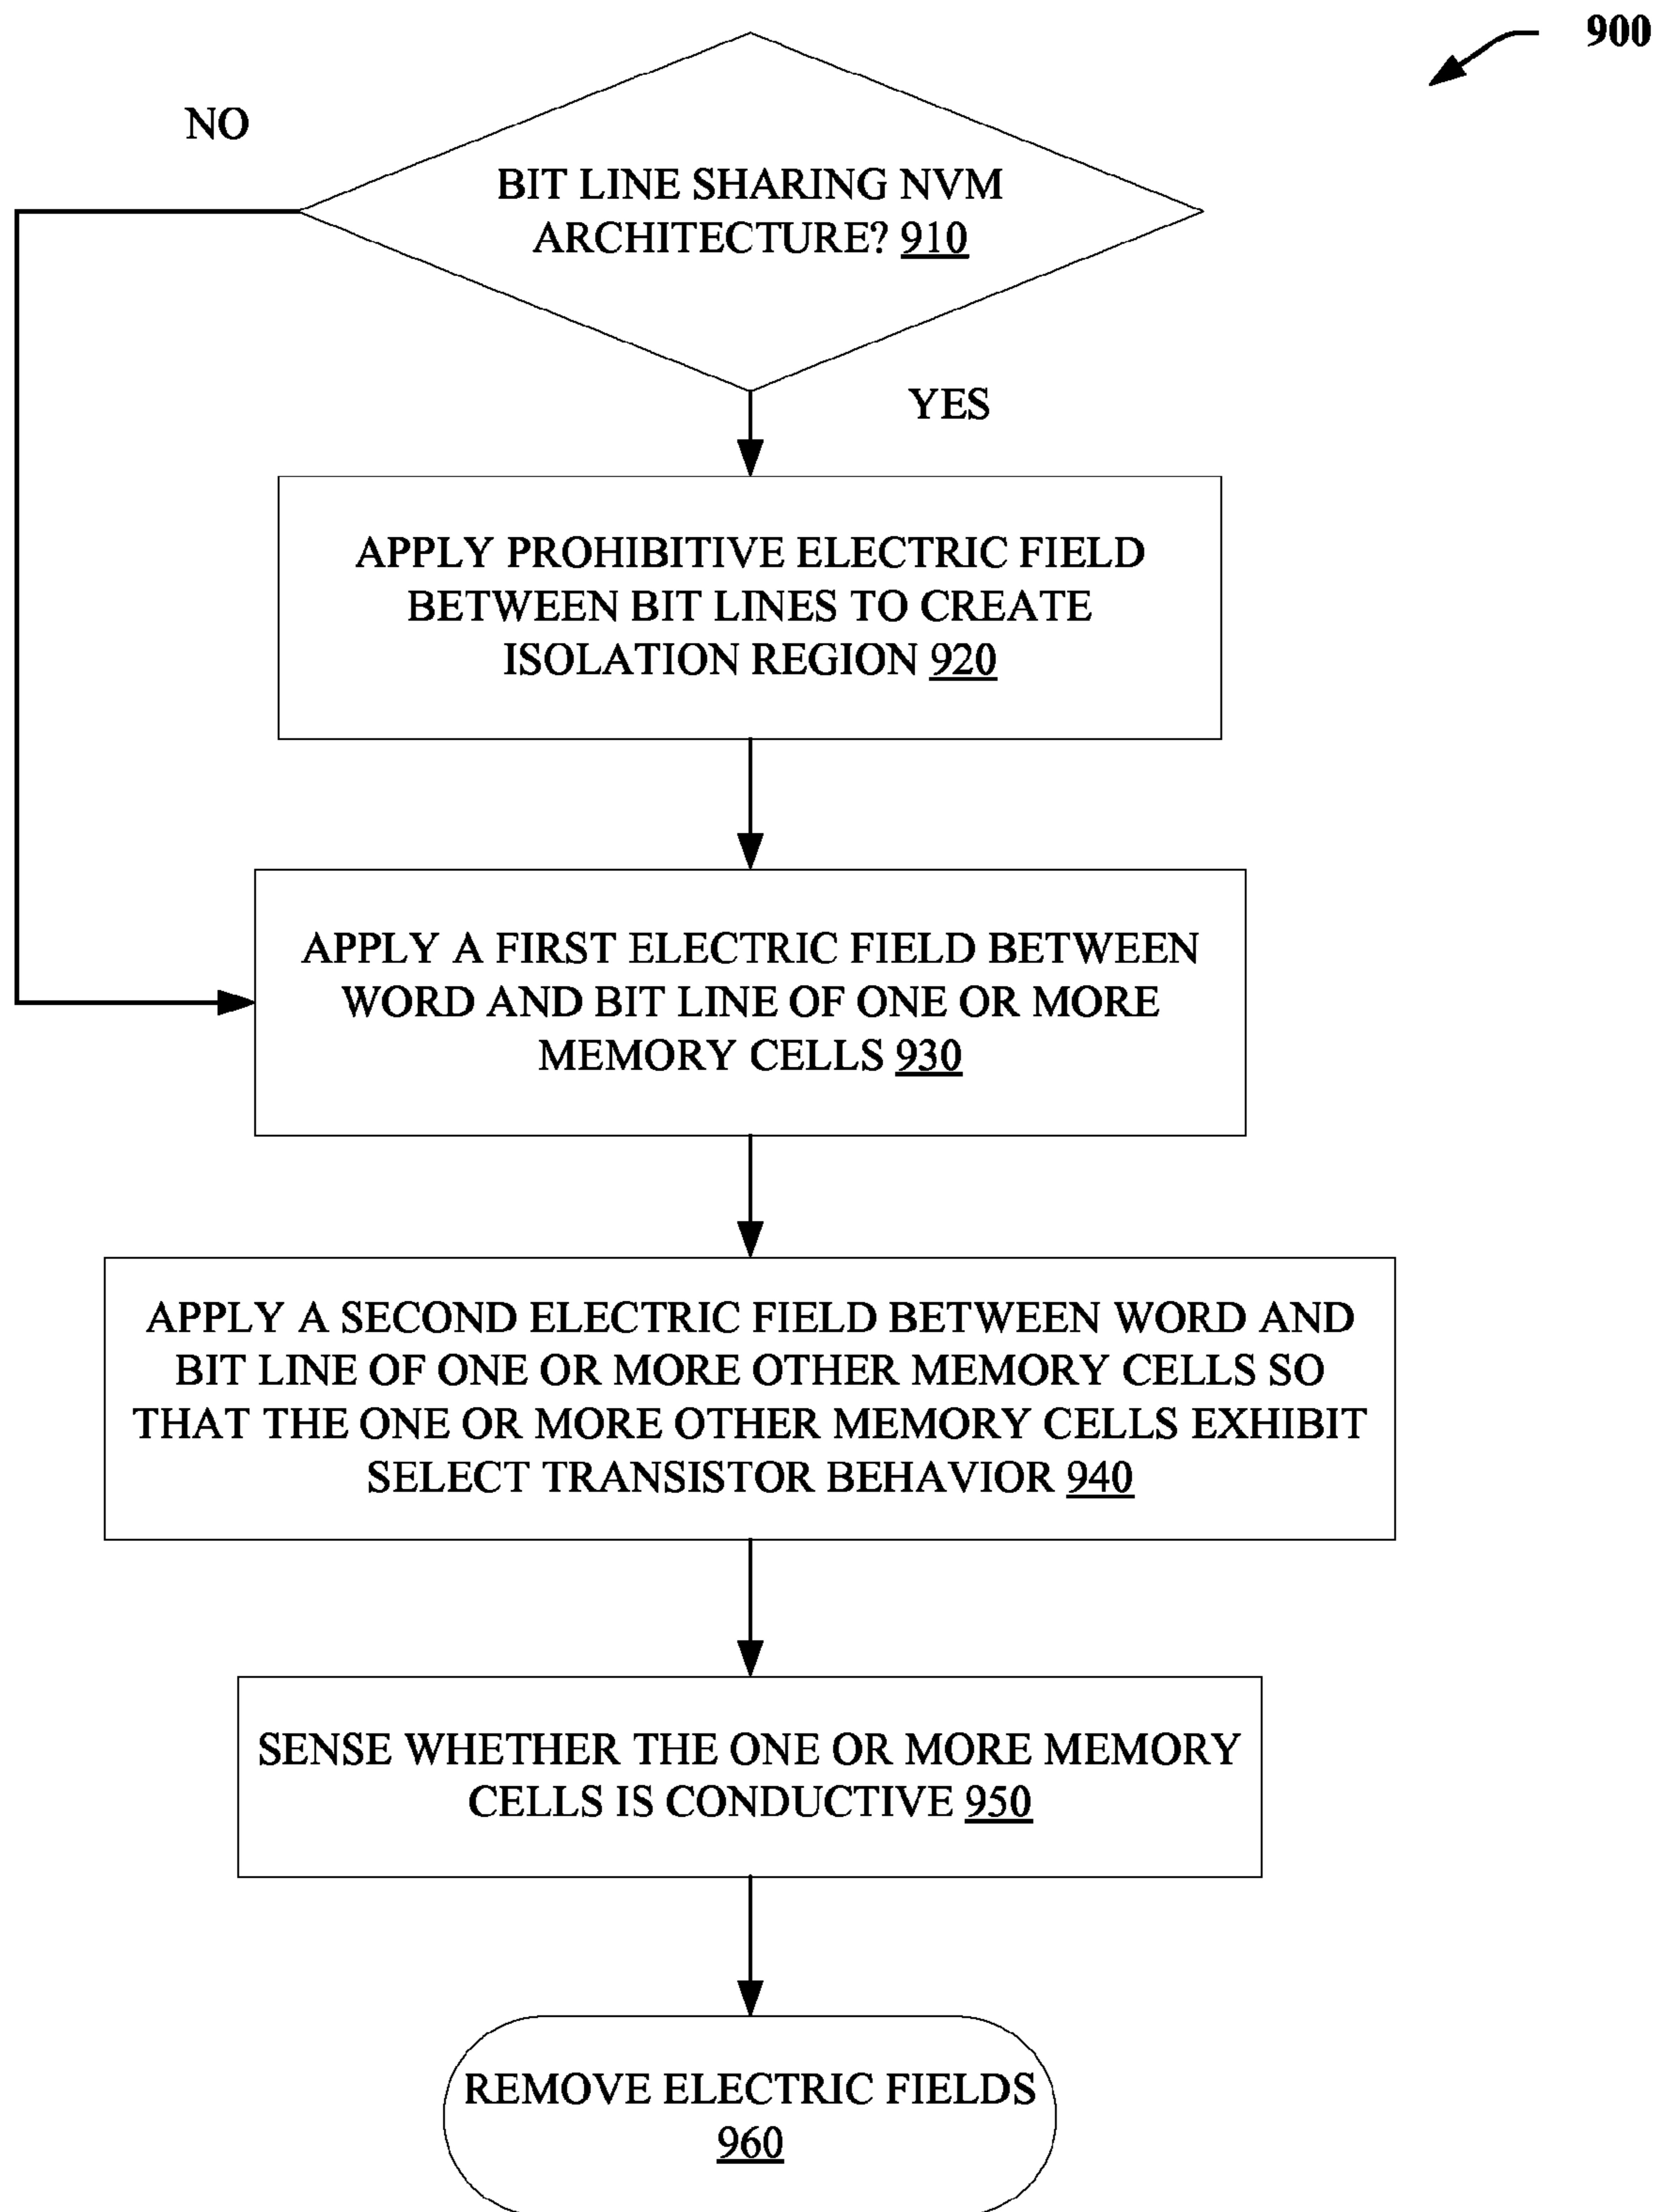 900
NO
BIT LINE SHARING NVM
ARCHITECTURE? 910
YES
APPLY PROHIBITIVE ELECTRIC FIELD
BETWEEN BIT LINES TO CREATE
ISOLATION REGION 920
APPLY A FIRST ELECTRIC FIELD BETWEEN
WORD AND BIT LINE OF ONE OR MORE
MEMORY CELLS 930
APPLY A SECOND ELECTRIC FIELD BETWEEN WORD AND
BIT LINE OF ONE OR MORE OTHER MEMORY CELLS SO
THAT THE ONE OR MORE OTHER MEMORY CELLS EXHIBIT
SELECT TRANSISTOR BEHAVIOR 940
SENSE WHETHER THE ONE OR MORE MEMORY
CELLS IS CONDUCTIVE 950
REMOVE ELECTRIC FIELDS
960